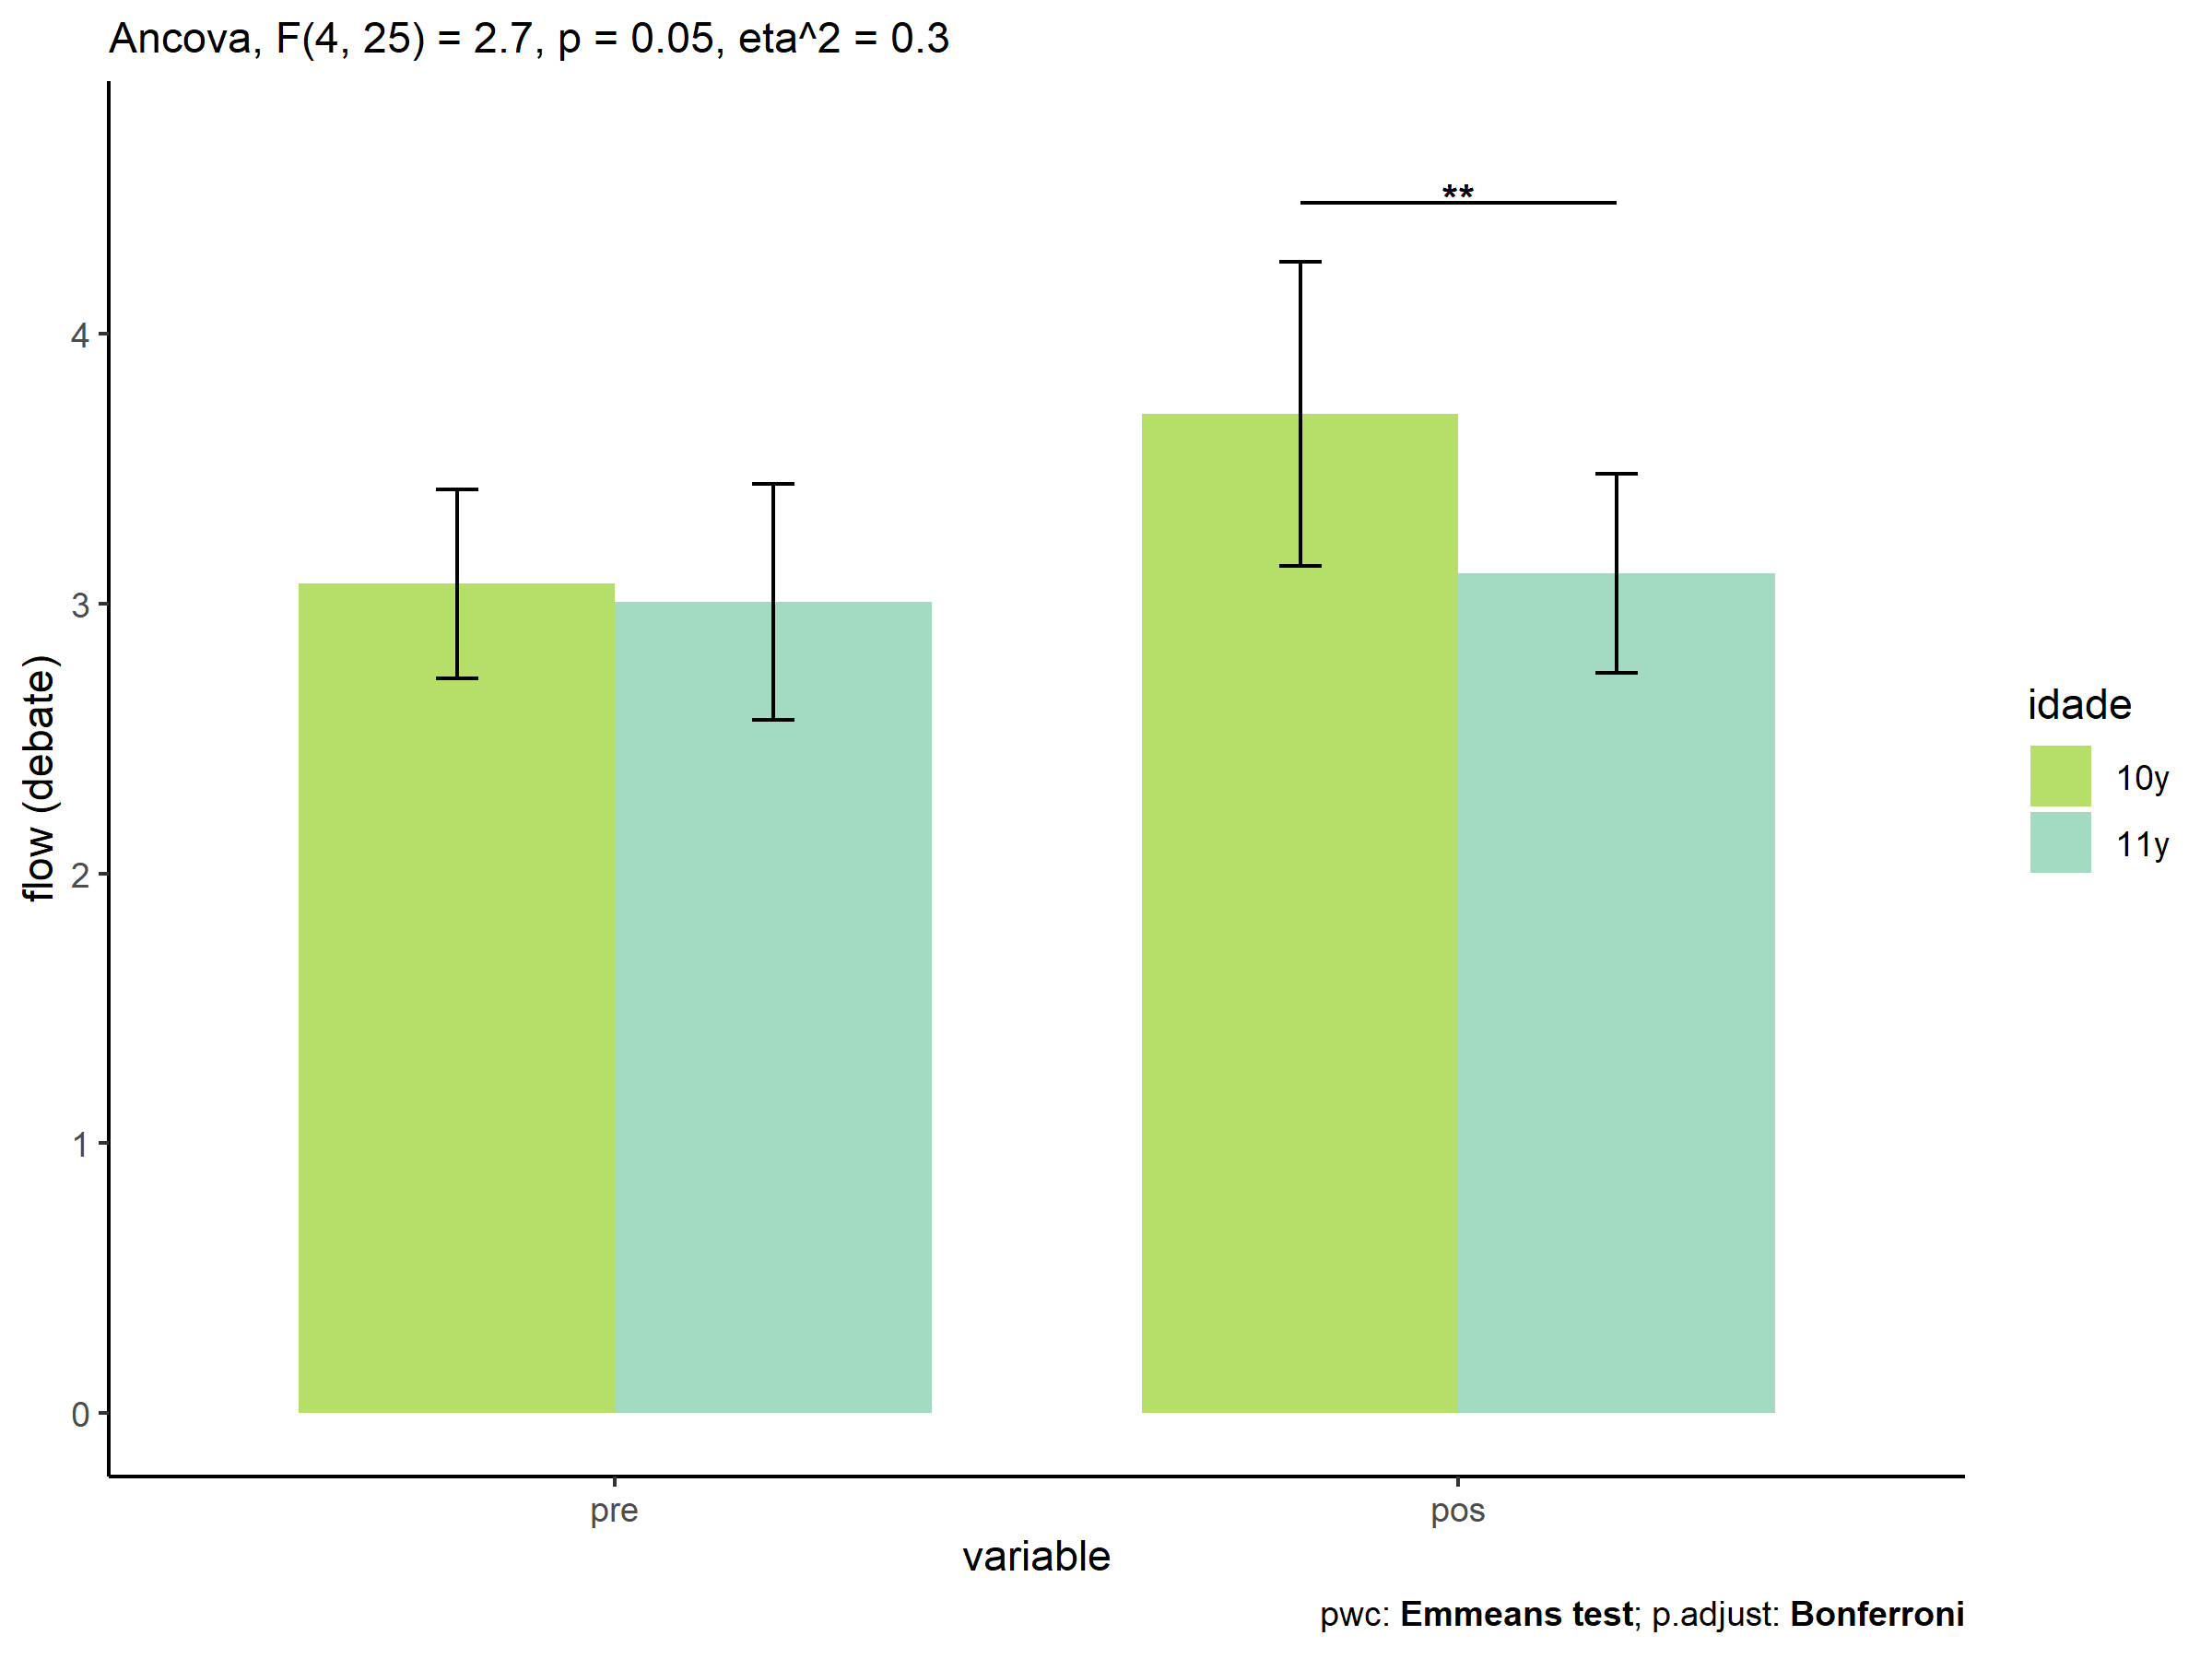 Ancova, F(4, 25) = 2.7, p = 0.05, eta^2 = 0.3
**
4
3
2
1
0
flow (debate)
pre
pos
variable
idade
10y
11y
pwc: Emmeans test; p.adjust: Bonferroni